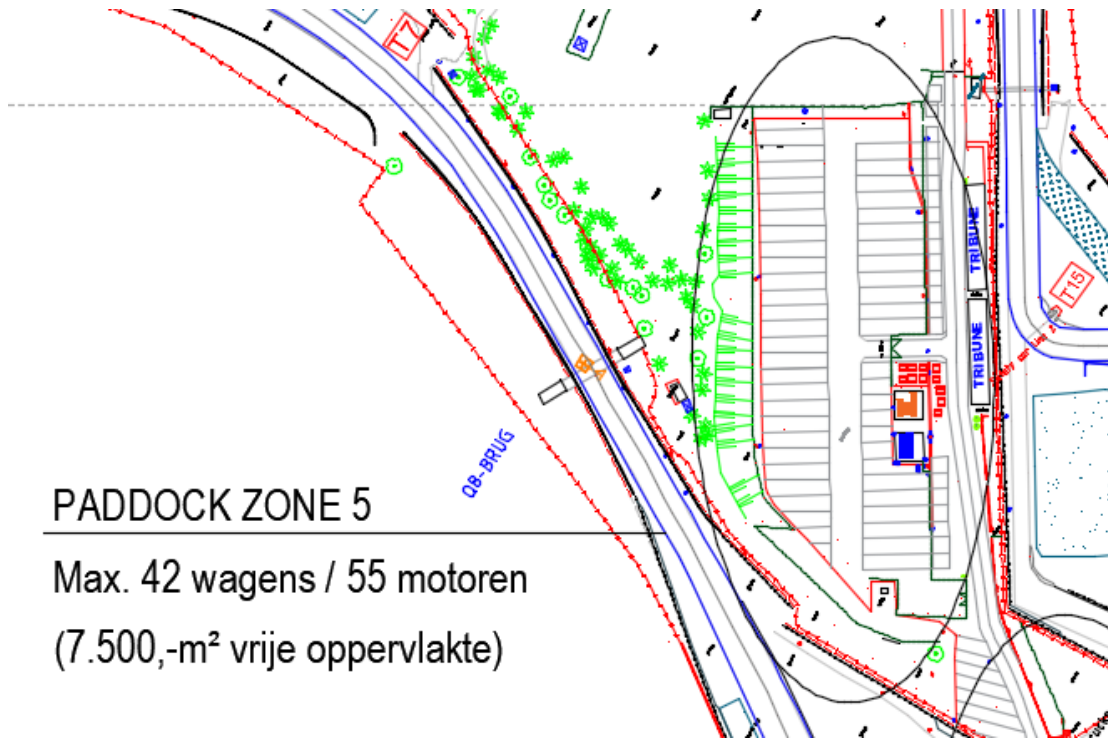 T7
TRIBUNE
T15
TRIBUNE
QB-BRUG
PADDOCK ZONE 5
Max. 42 wagens / 55 motoren
(7.500,-m² vrije oppervlakte)